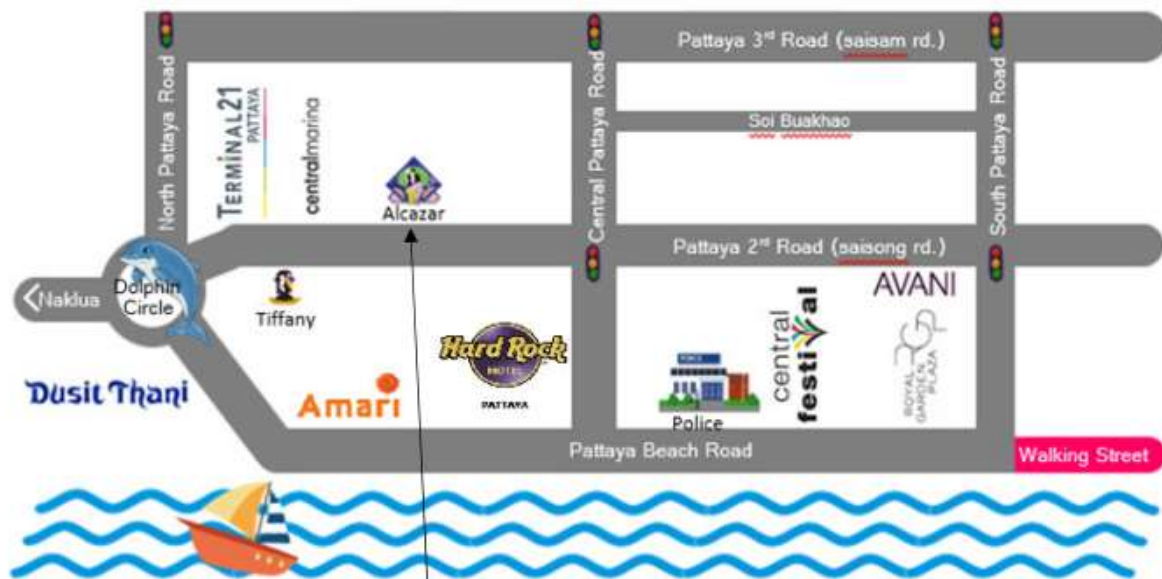 Pattaya 3rd Road (saisam rd.)
North Pattaya Road
Central Pattaya Road
South Pattaya Road
TERMINAL21
PATTAYA
centralmarina
Alcazar
Soi Buakhao
Pattaya 2nd Road (saisong rd.)
Naklua
Dolphin
Circle
Tiffany
Dusit Thani
Amari
Hard Rock
HOTEL
PATTAYA
POLICE
Police
central
festival
AVANI
RGP
ROYAL
GARDEN
PLAZA
Pattaya Beach Road
Walking Street